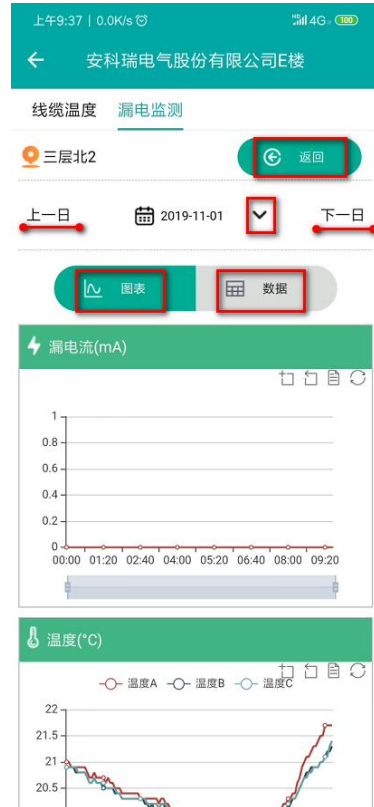 上午9:37 | 0.0K/s
HD 4G 100
安科瑞电气股份有限公司E楼
线缆温度 漏电监测
三层北2 返回
上一日 2019-11-01 下一日
图表 数据
漏电流(mA)
1
0.8
0.6
0.4
0.2
0
00:00 01:20 02:40 04:00 05:20 06:40 08:00 09:20
温度(°C)
温度A 温度B 温度C
22
21.5
21
20.5